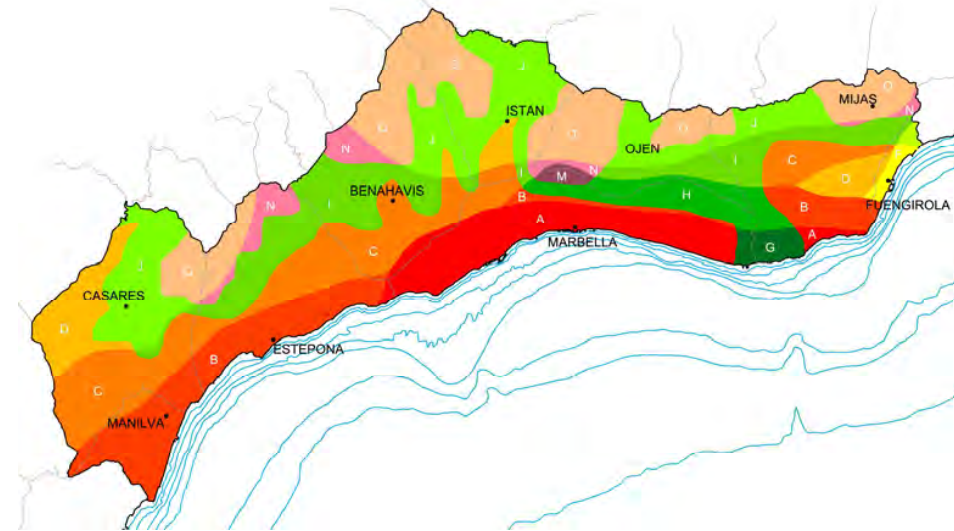 O
J
O
MIJAS
N
ISTAN
O
J
O
O
J
OJEN
N
I
C
I
N
M
H
D
BENAHAVIS
B
B
FUENGIROLA
N
I
A
A
MARBELLA
G
C
J
O
CASARES
D
B
ESTEPONA
C
MANILVA